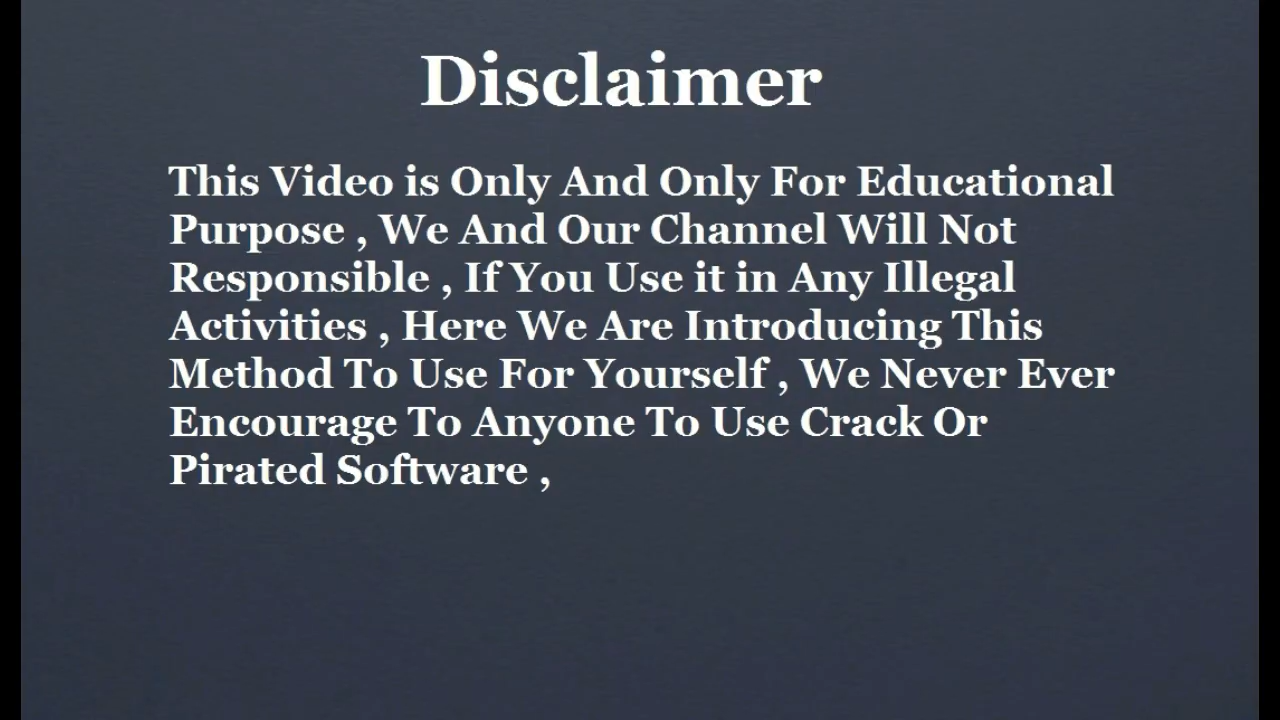 Disclaimer
This Video is Only And Only For Educational
Purpose , We And Our Channel Will Not
Responsible , If You Use it in Any Illegal
Activities , Here We Are Introducing This
Method To Use For Yourself , We Never Ever
Encourage To Anyone To Use Crack Or
Pirated Software ,